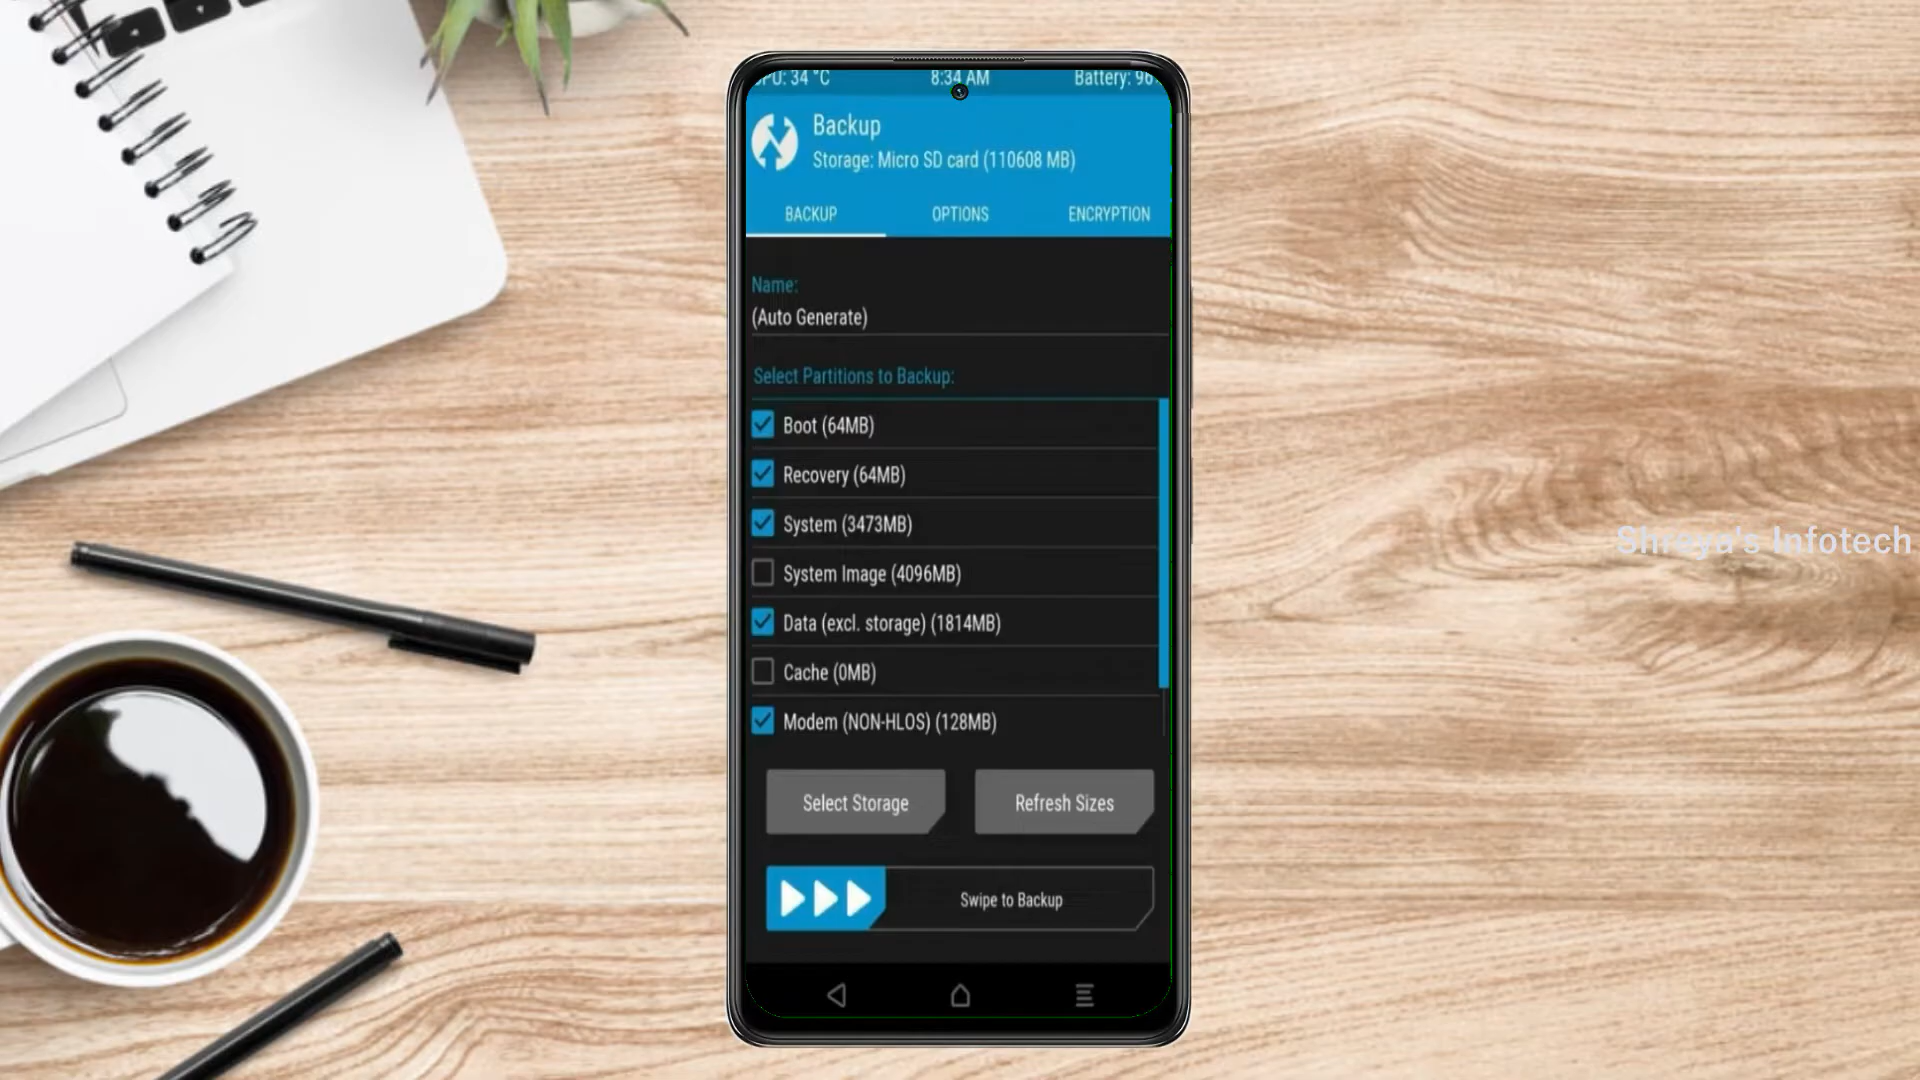 CPU: 34 °C
8:34 AM
Battery: 96
Backup
Storage: Micro SD card (110608 MB)
BACKUP
OPTIONS
ENCRYPTION
Name:
(Auto Generate)
Select Partitions to Backup:
Boot (64MB)
Recovery (64MB)
System (3473MB)
System Image (4096MB)
Data (excl. storage) (1814MB)
Cache (0MB)
Modem (NON-HLOS) (128MB)
Select Storage
Refresh Sizes
Swipe to Backup
Shreya's Infotech